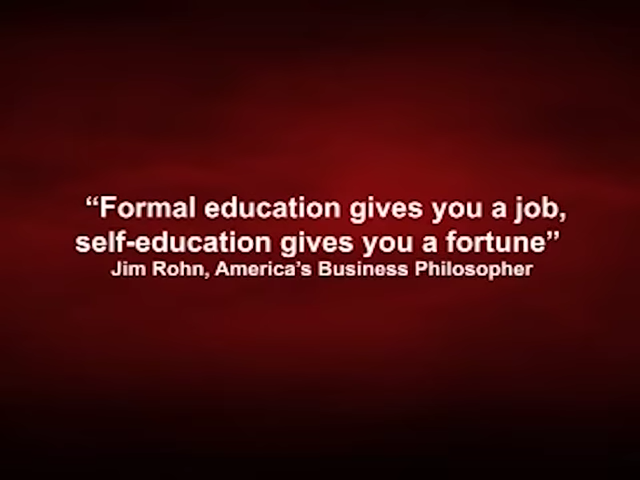 “Formal education gives you a job,
self-education gives you a fortune”
Jim Rohn, America’s Business Philosopher